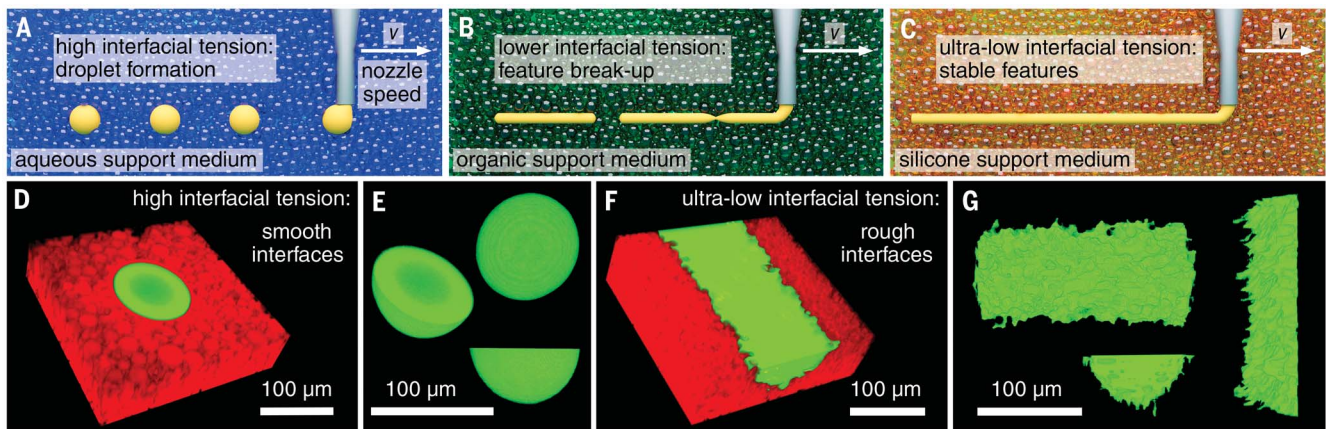 A
high interfacial tension:
droplet formation
v
nozzle
speed
aqueous support medium
B
lower interfacial tension:
feature break-up
v
organic support medium
C
ultra-low interfacial tension:
stable features
v
silicone support medium
D
high interfacial tension:
smooth
interfaces
100 µm
E
100 µm
F
ultra-low interfacial tension:
rough
interfaces
100 µm
G
100 µm